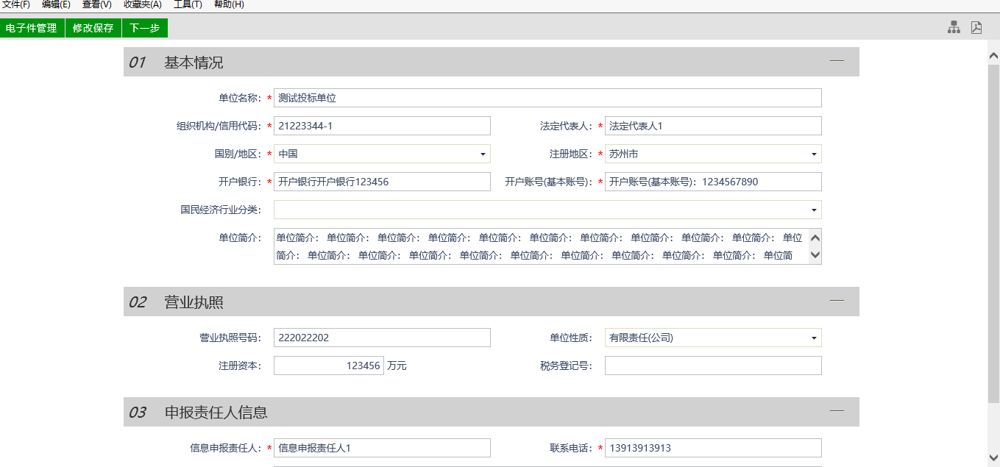 文件(F) 编辑(E) 查看(V) 收藏夹(A) 工具(T) 帮助(H)
电子件管理 修改保存 下一步
01 基本情况
单位名称: * 测试投标单位
组织机构/信用代码: * 21223344-1 法定代表人: * 法定代表人1
国别/地区: * 中国 注册地区: * 苏州市
开户银行: * 开户银行开户银行123456 开户账号(基本账号): * 开户账号(基本账号): 1234567890
国民经济行业分类:
单位简介: 单位简介: 单位简介: 单位简介: 单位简介: 单位简介: 单位简介: 单位简介: 单位简介: 单位简介: 单位简介: 单位
简介: 单位简介: 单位简介: 单位简介: 单位简介: 单位简介: 单位简介: 单位简介: 单位简介: 单位简介: 单位简
02 营业执照
营业执照号码: 222022202 单位性质: 有限责任(公司)
注册资本: 123456 万元 税务登记号:
03 申报责任人信息
信息申报责任人: * 信息申报责任人1 联系电话: * 13913913913